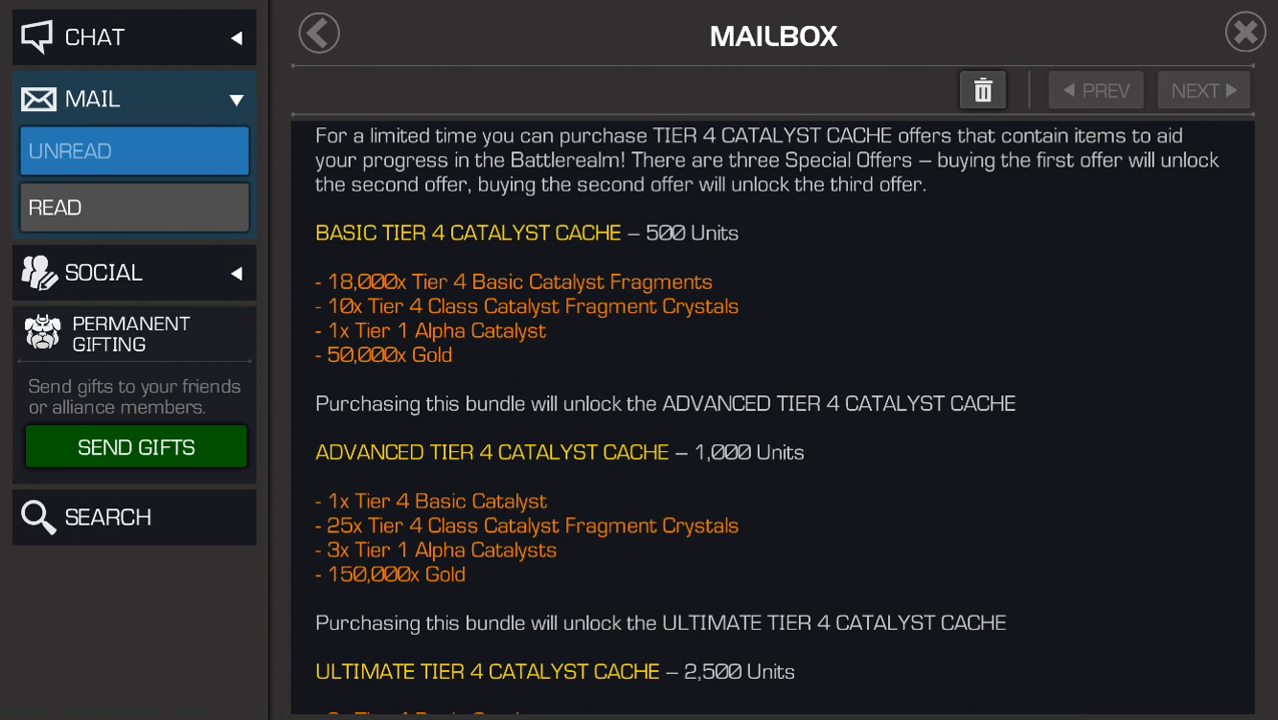 CHAT
MAIL
UNREAD
READ
SOCIAL
PERMANENT
GIFTING
Send gifts to your friends
or alliance members.
SEND GIFTS
SEARCH
MAILBOX
PREV
NEXT
For a limited time you can purchase TIER 4 CATALYST CACHE offers that contain items to aid
your progress in the Battlerealm! There are three Special Offers – buying the first offer will unlock
the second offer, buying the second offer will unlock the third offer.
BASIC TIER 4 CATALYST CACHE – 500 Units
- 18,000x Tier 4 Basic Catalyst Fragments
- 10x Tier 4 Class Catalyst Fragment Crystals
- 1x Tier 1 Alpha Catalyst
- 50,000x Gold
Purchasing this bundle will unlock the ADVANCED TIER 4 CATALYST CACHE
ADVANCED TIER 4 CATALYST CACHE – 1,000 Units
- 1x Tier 4 Basic Catalyst
- 25x Tier 4 Class Catalyst Fragment Crystals
- 3x Tier 1 Alpha Catalysts
- 150,000x Gold
Purchasing this bundle will unlock the ULTIMATE TIER 4 CATALYST CACHE
ULTIMATE TIER 4 CATALYST CACHE – 2,500 Units